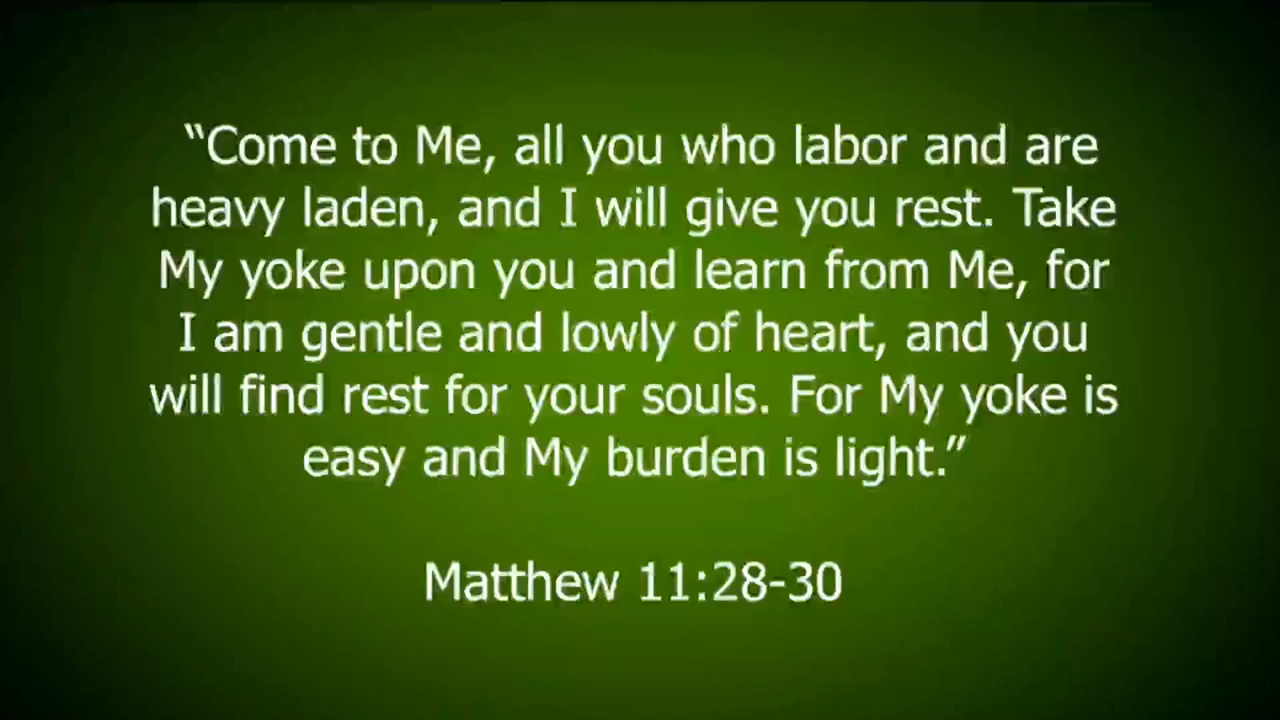 “Come to Me, all you who labor and are
heavy laden, and I will give you rest. Take
My yoke upon you and learn from Me, for
I am gentle and lowly of heart, and you
will find rest for your souls. For My yoke is
easy and My burden is light.”
Matthew 11:28-30